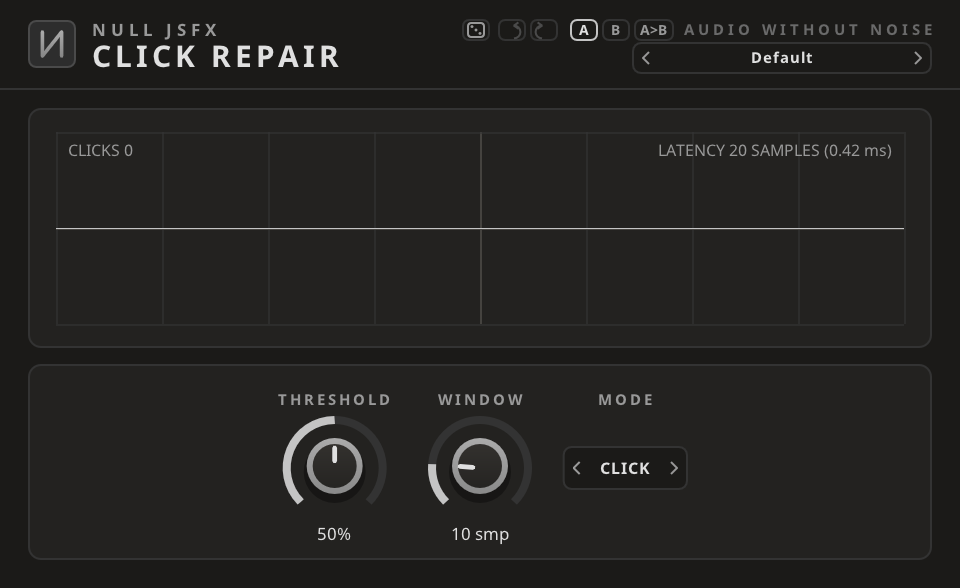 NULL JSFX
CLICK REPAIR
A B A>B AUDIO WITHOUT NOISE
Default
CLICKS 0
LATENCY 20 SAMPLES (0.42 ms)
THRESHOLD WINDOW MODE
CLICK
50% 10 smp